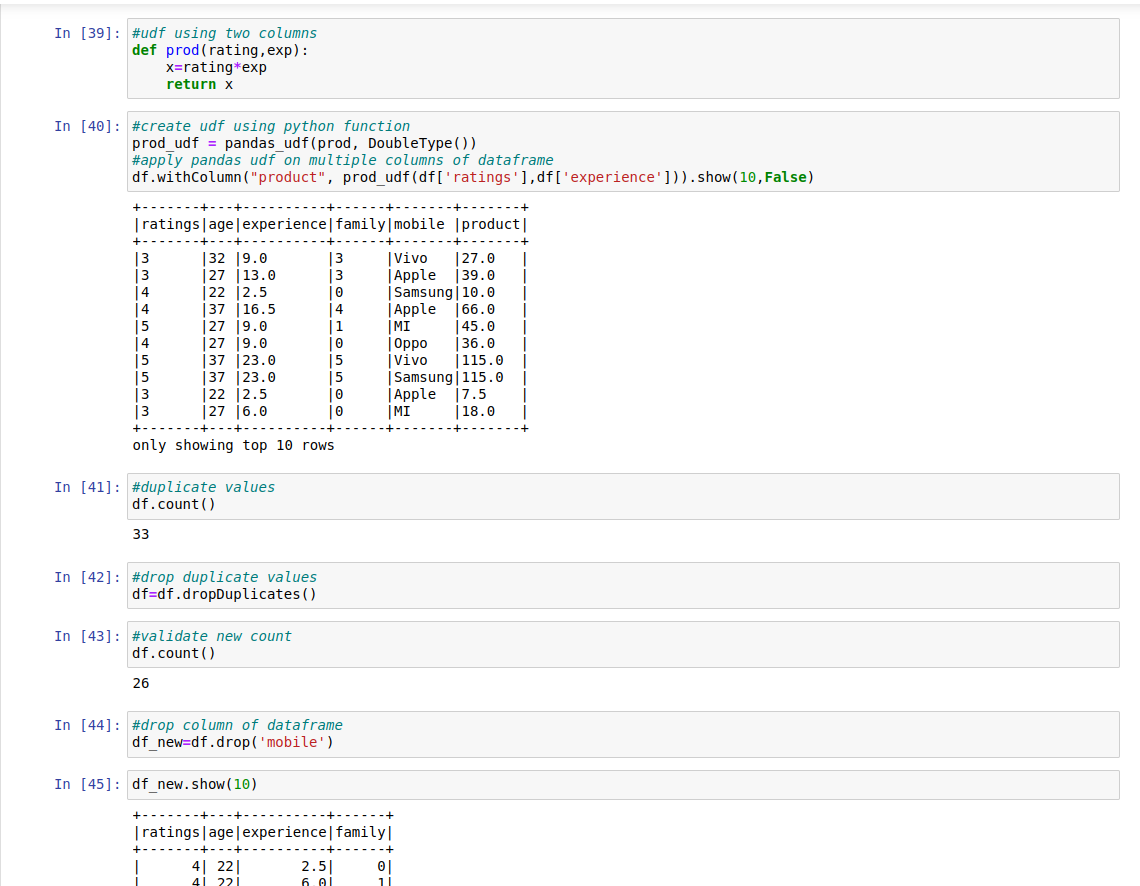 In [39]: #udf using two columns
def prod(rating,exp):
    x=rating*exp
    return x
In [40]: #create udf using python function
prod_udf = pandas_udf(prod, DoubleType())
#apply pandas udf on multiple columns of dataframe
df.withColumn("product", prod_udf(df['ratings'],df['experience'])).show(10,False)
+-------+---+----------+------+-------+-------+
|ratings|age|experience|family|mobile |product|
+-------+---+----------+------+-------+-------+
|3      |32 |9.0       |3     |Vivo   |27.0   |
|3      |27 |13.0      |3     |Apple  |39.0   |
|4      |22 |2.5       |0     |Samsung|10.0   |
|4      |37 |16.5      |4     |Apple  |66.0   |
|5      |27 |9.0       |1     |MI     |45.0   |
|4      |27 |9.0       |0     |Oppo   |36.0   |
|5      |37 |23.0      |5     |Vivo   |115.0  |
|5      |37 |23.0      |5     |Samsung|115.0  |
|3      |22 |2.5       |0     |Apple  |7.5    |
|3      |27 |6.0       |0     |MI     |18.0   |
+-------+---+----------+------+-------+-------+
only showing top 10 rows
In [41]: #duplicate values
df.count()
33
In [42]: #drop duplicate values
df=df.dropDuplicates()
In [43]: #validate new count
df.count()
26
In [44]: #drop column of dataframe
df_new=df.drop('mobile')
In [45]: df_new.show(10)
+-------+---+----------+------+
|ratings|age|experience|family|
+-------+---+----------+------+
|      4| 22|       2.5|     0|
|      4| 22|       6.0|     1|